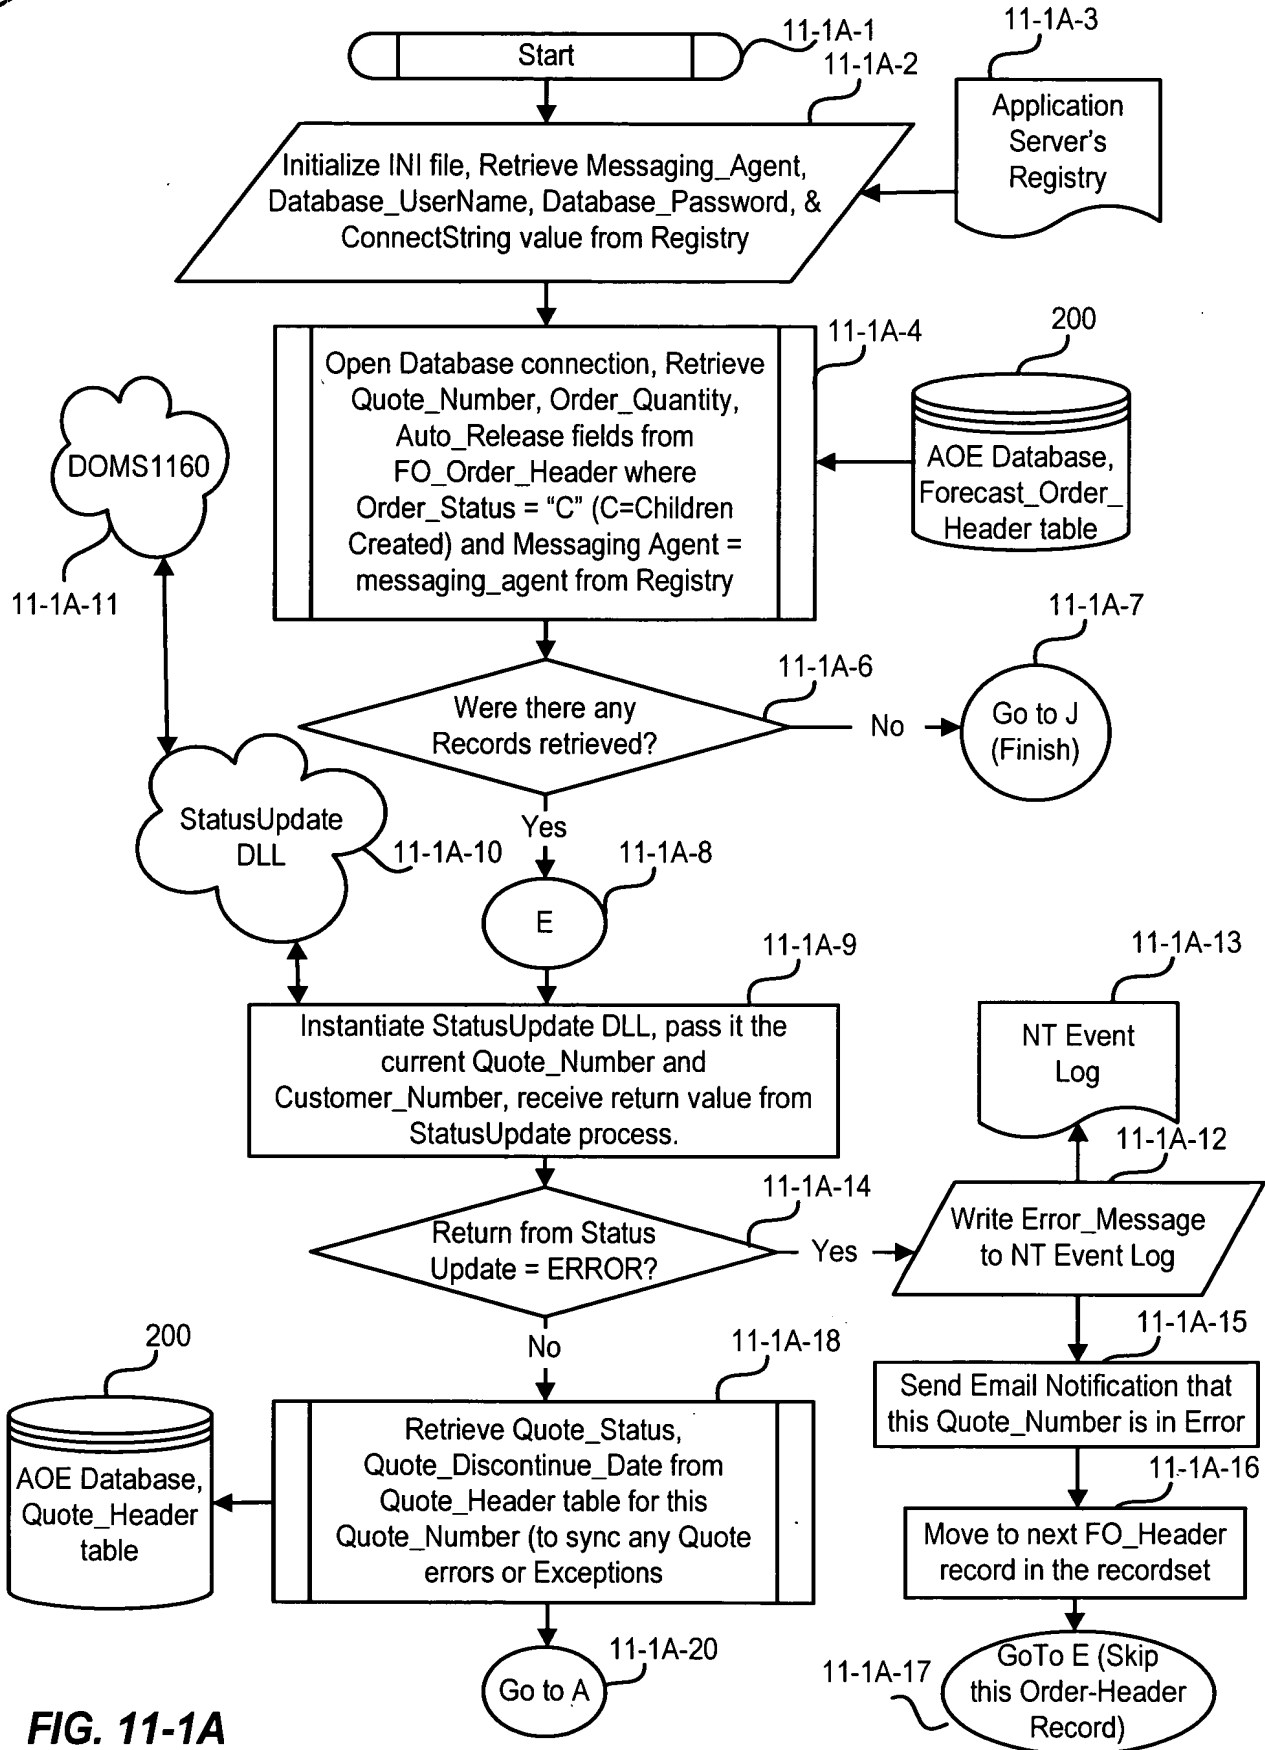 11-1A-1
11-1A-3
Start
11-1A-2
Application
Server's
Registry
Initialize INI file, Retrieve Messaging_Agent,
Database_UserName, Database_Password, &
ConnectString value from Registry
11-1A-4
200
Open Database connection, Retrieve
Quote_Number, Order_Quantity,
Auto_Release fields from
FO_Order_Header where
Order_Status = “C” (C=Children
Created) and Messaging Agent =
messaging_agent from Registry
AOE Database,
Forecast_Order_
Header table
DOMS1160
11-1A-11
11-1A-7
11-1A-6
Were there any
Records retrieved?
No
Go to J
(Finish)
StatusUpdate
DLL
11-1A-10
Yes
11-1A-8
E
11-1A-9
11-1A-13
Instantiate StatusUpdate DLL, pass it the
current Quote_Number and
Customer_Number, receive return value from
StatusUpdate process.
NT Event
Log
11-1A-12
11-1A-14
Return from Status
Update = ERROR?
Yes
Write Error_Message
to NT Event Log
No
11-1A-15
200
11-1A-18
Send Email Notification that
this Quote_Number is in Error
Retrieve Quote_Status,
Quote_Discontinue_Date from
Quote_Header table for this
Quote_Number (to sync any Quote
errors or Exceptions
AOE Database,
Quote_Header
table
11-1A-16
Move to next FO_Header
record in the recordset
11-1A-20
Go to A
11-1A-17
GoTo E (Skip
this Order-Header
Record)
FIG. 11-1A